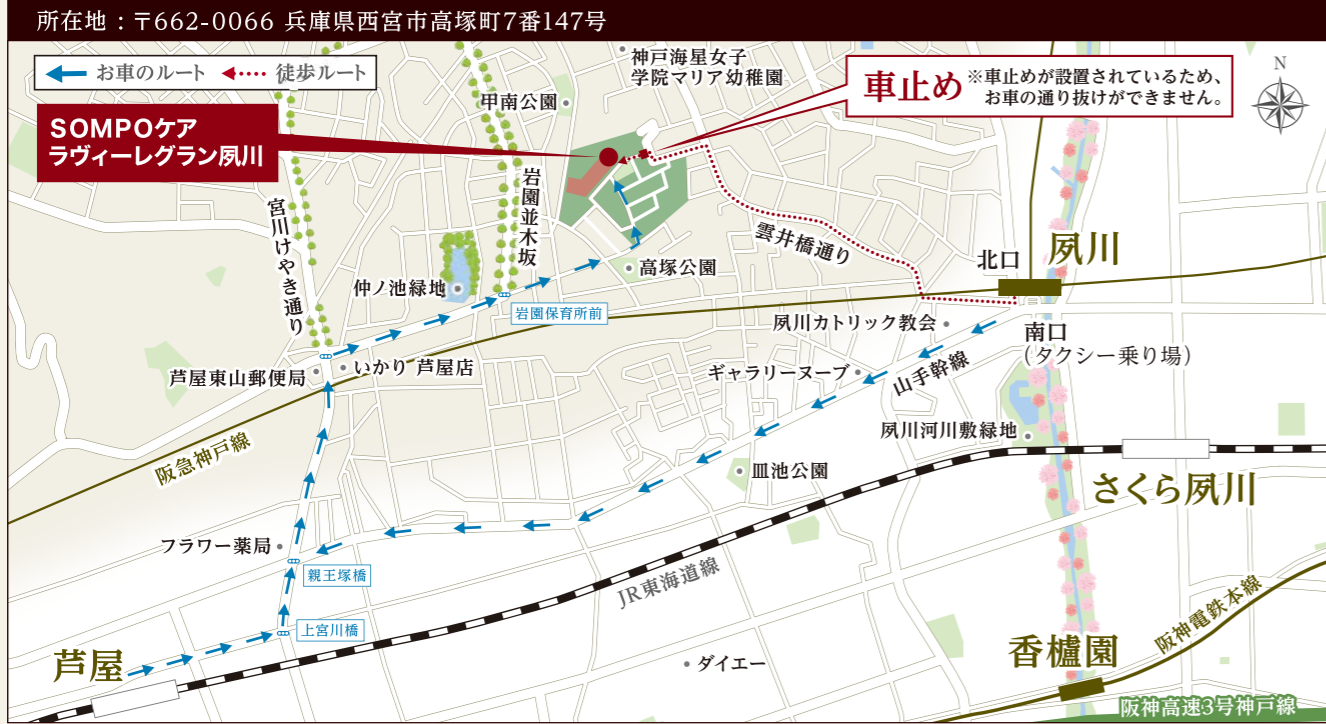 所在地：〒662-0066 兵庫県西宮市高塚町7番147号
お車のルート
徒歩ルート
神戸海星女子
学院マリア幼稚園
車止め
※車止めが設置されているため、
お車の通り抜けができません。
N
甲南公園
SOMPOケア
ラヴィーレグラン夙川
岩園並木坂
宮川けやき通り
雲井橋通り
北口
夙川
高塚公園
仲ノ池緑地
岩園保育所前
夙川カトリック教会
南口
（タクシー乗り場）
芦屋東山郵便局
いかり 芦屋店
ギャラリーヌーブ
山手幹線
夙川河川敷緑地
阪急神戸線
皿池公園
さくら夙川
フラワー薬局
親王塚橋
JR東海道線
上宮川橋
芦屋
ダイエー
香櫨園
阪神電鉄本線
阪神高速3号神戸線